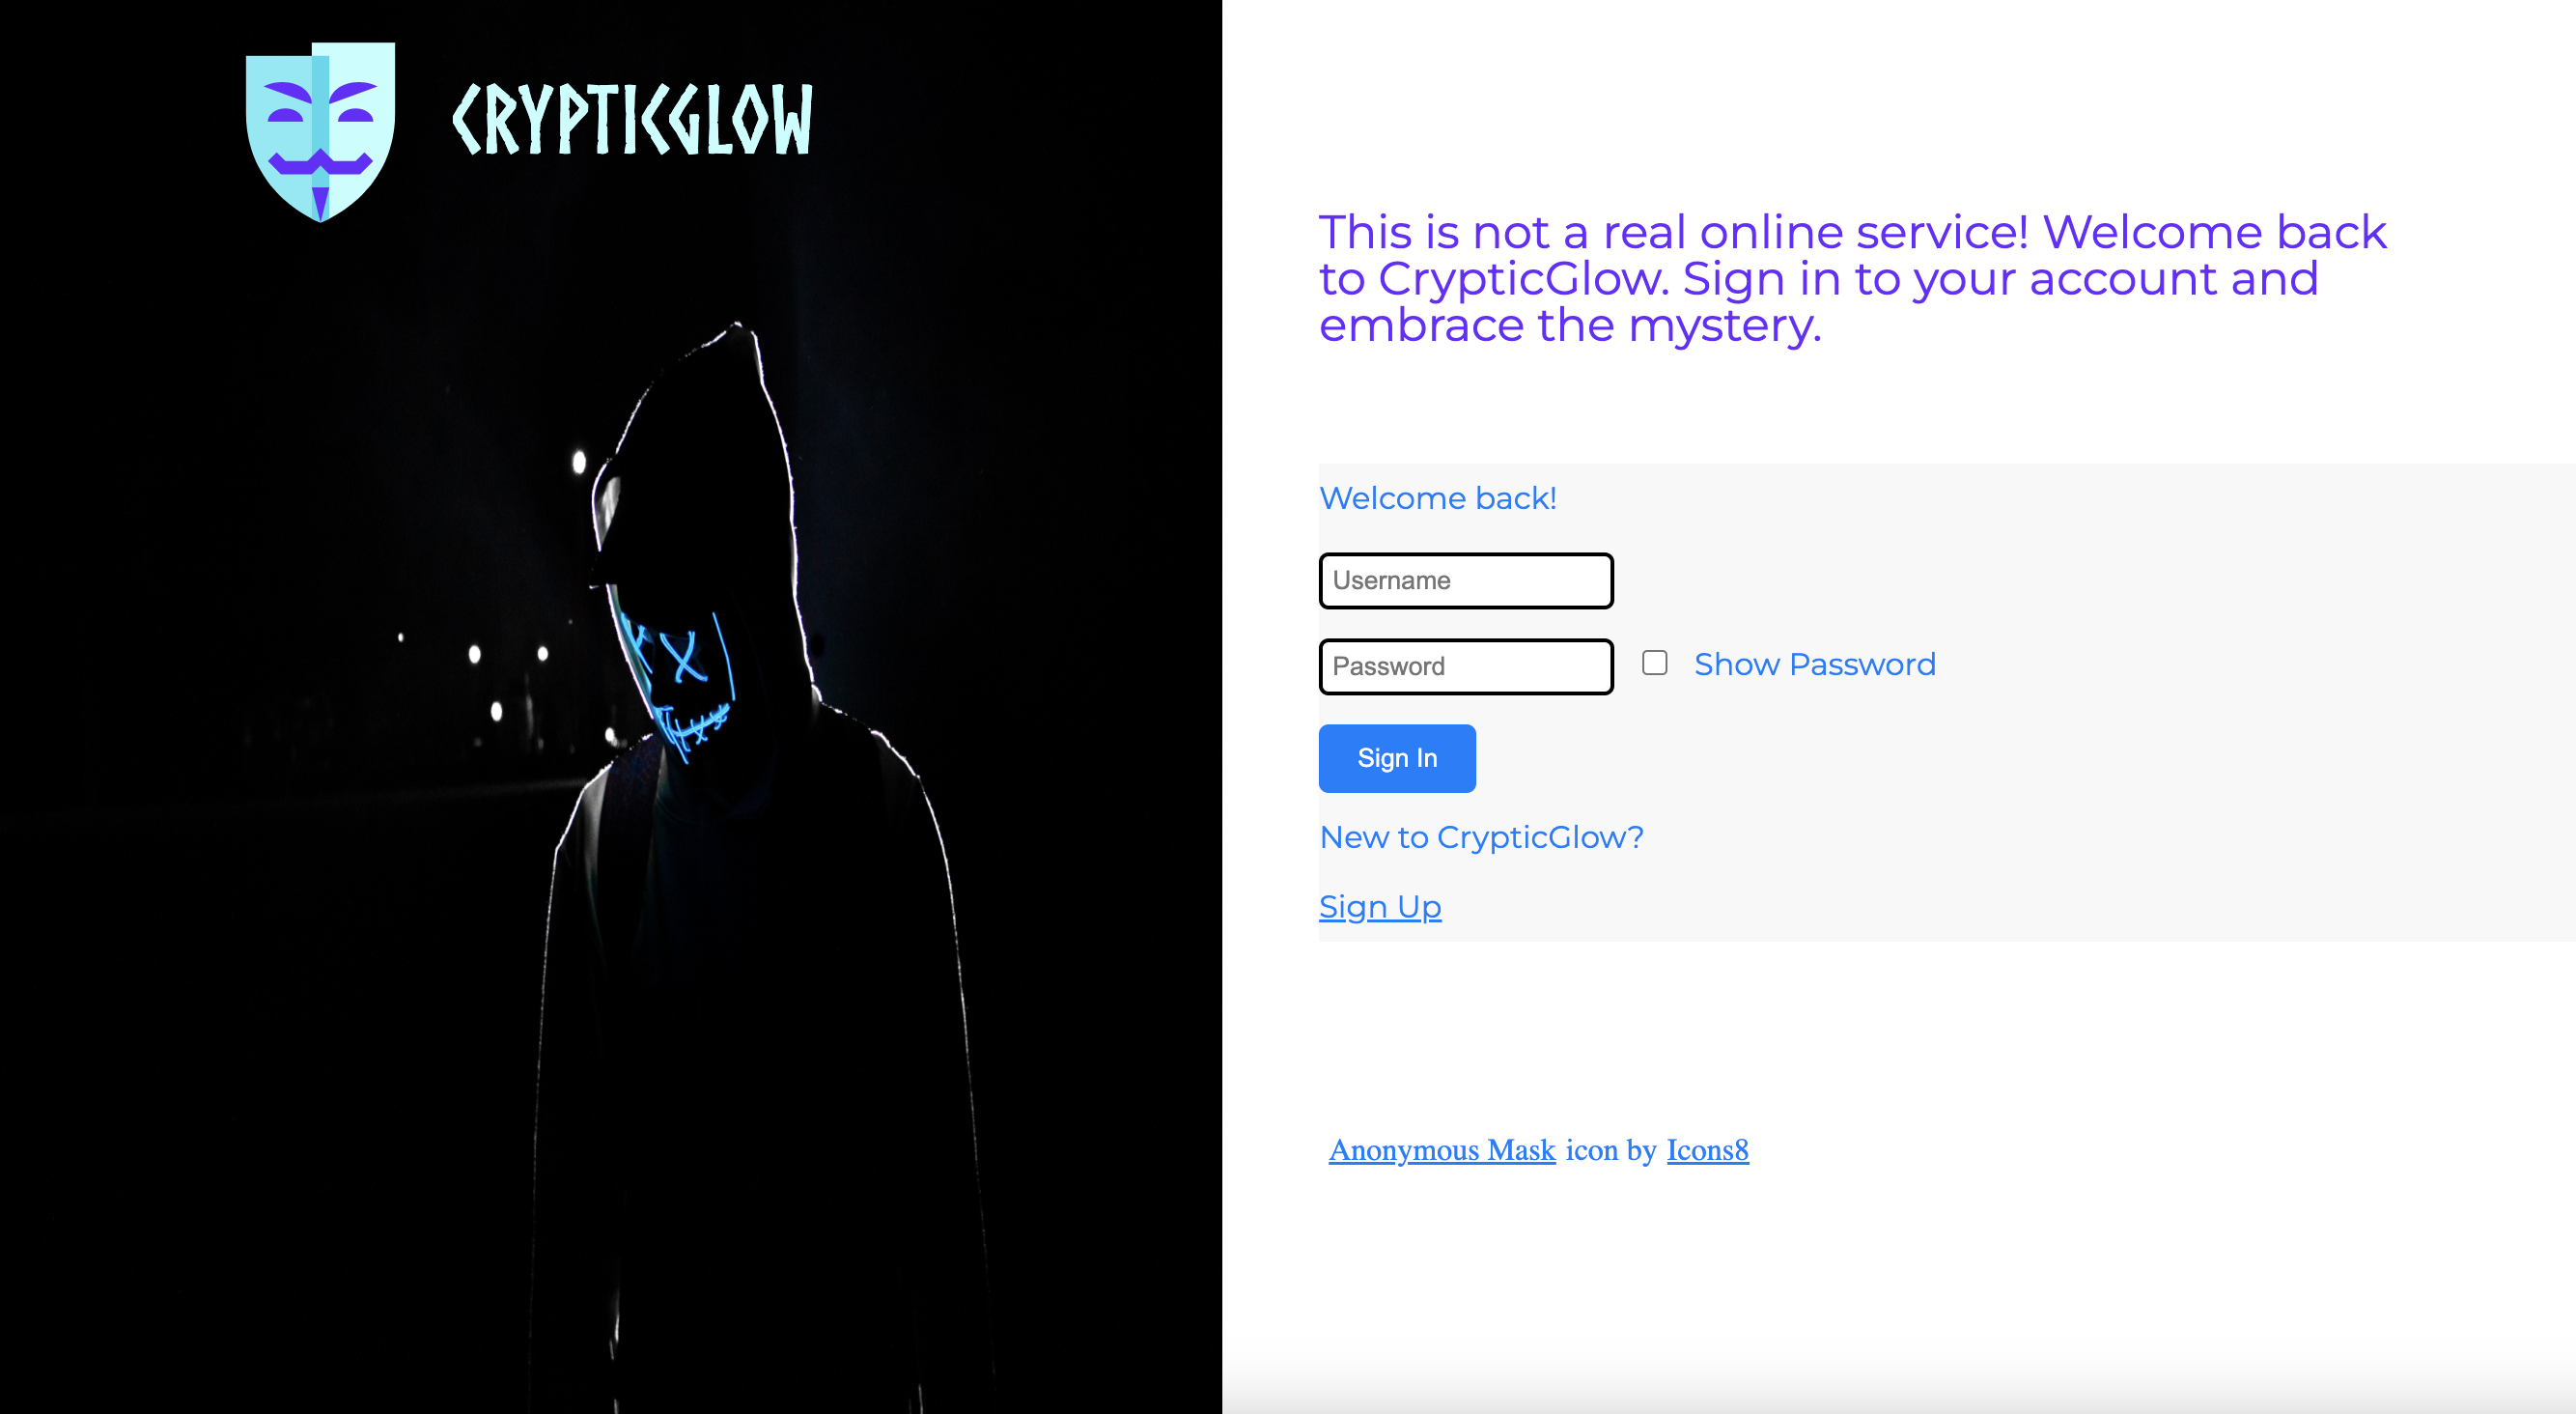 CRYPTICGLOW
This is not a real online service! Welcome back
to CrypticGlow. Sign in to your account and
embrace the mystery.
Welcome back!
Username
Password
Show Password
Sign In
New to CrypticGlow?
Sign Up
Anonymous Mask icon by Icons8